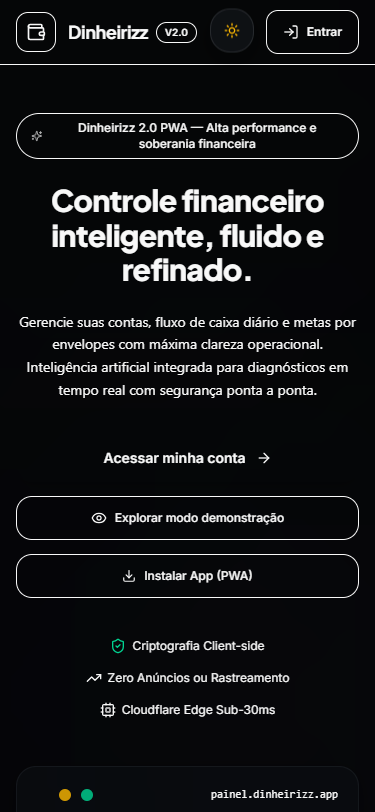 Dinheirizz V2.0 Entrar
Dinheirizz 2.0 PWA — Alta performance e
soberania financeira
Controle financeiro
inteligente, fluido e
refinado.
Gerencie suas contas, fluxo de caixa diário e metas por
envelopes com máxima clareza operacional.
Inteligência artificial integrada para diagnósticos em
tempo real com segurança ponta a ponta.
Acessar minha conta
Explorar modo demonstração
Instalar App (PWA)
Criptografia Client-side
Zero Anúncios ou Rastreamento
Cloudflare Edge Sub-30ms
painel.dinheirizz.app